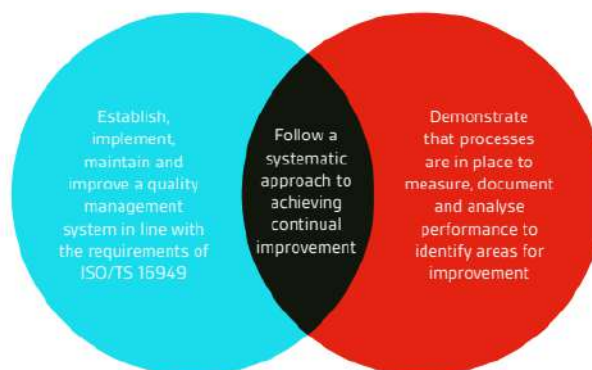 Establish,
implement,
maintain and
improve a quality
management
system in line with
the requirements of
ISO/TS 16949
Follow a
systematic
approach to
achieving
continual
improvement
Demonstrate
that processes
are in place to
measure, document
and analyse
performance to
identify areas for
improvement